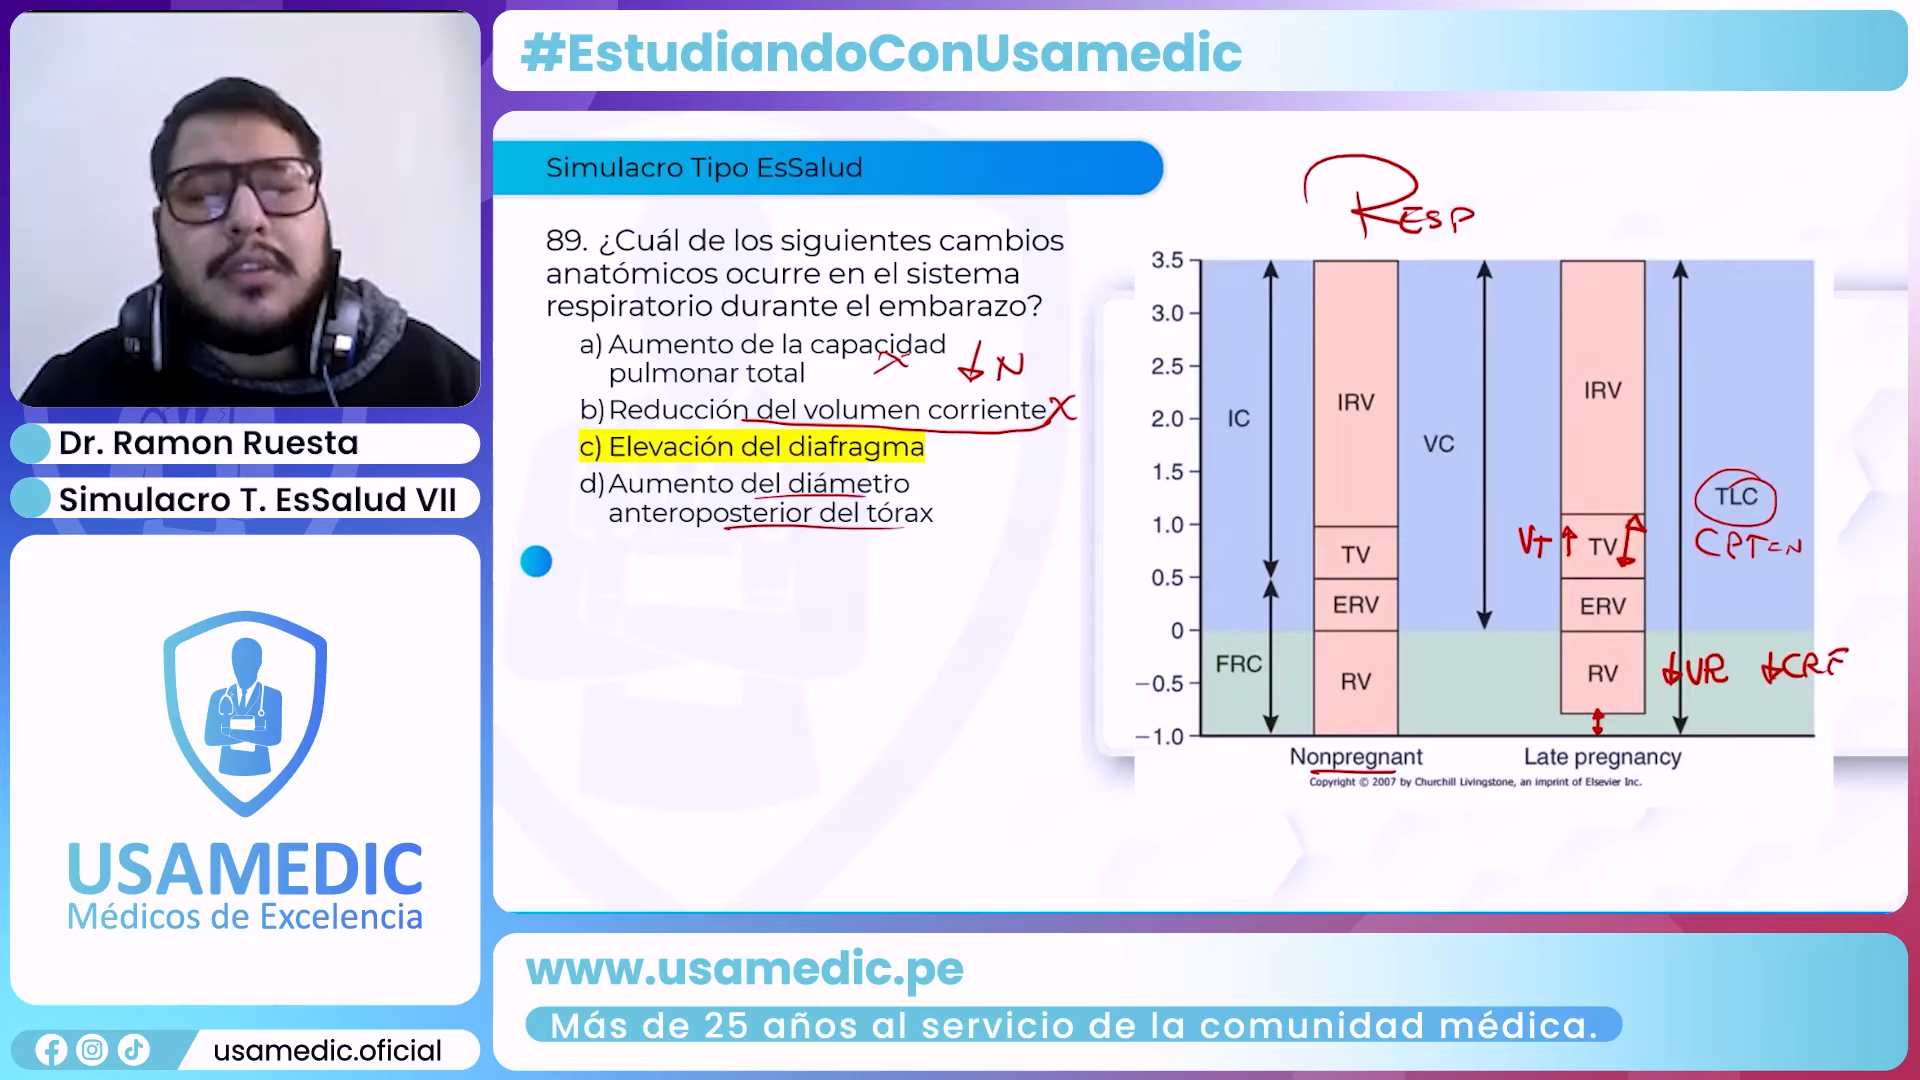 #EstudiandoConUsamedic
Simulacro Tipo EsSalud
89. ¿Cuál de los siguientes cambios
anatómicos ocurre en el sistema
respiratorio durante el embarazo?
a) Aumento de la capacidad
pulmonar total
X ↓ N
b) Reducción del volumen corriente X
c) Elevación del diafragma
d) Aumento del diámetro
anteroposterior del tórax
RESP
3.5
3.0
2.5
2.0
1.5
1.0
0.5
0
−0.5
−1.0
IC
FRC
IRV
TV
ERV
RV
VC
IRV
VT ↑ TV
ERV
RV
TLC
CPT=N
↓VR ↓CRF
Nonpregnant
Late pregnancy
Copyright © 2007 by Churchill Livingstone, an imprint of Elsevier Inc.
Dr. Ramon Ruesta
Simulacro T. EsSalud VII
USAMEDIC
Médicos de Excelencia
usamedic.oficial
www.usamedic.pe
Más de 25 años al servicio de la comunidad médica.